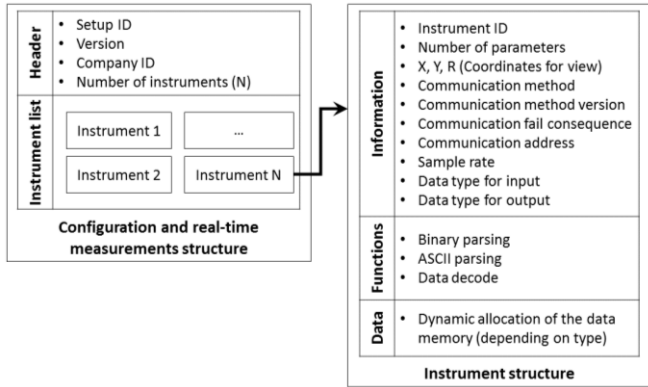 Header
• Setup ID
• Version
• Company ID
• Number of instruments (N)
Instrument list
Instrument 1
...
Instrument 2
Instrument N
Configuration and real-time
measurements structure
Information
• Instrument ID
• Number of parameters
• X, Y, R (Coordinates for view)
• Communication method
• Communication method version
• Communication fail consequence
• Communication address
• Sample rate
• Data type for input
• Data type for output
Functions
• Binary parsing
• ASCII parsing
• Data decode
Data
• Dynamic allocation of the data
memory (depending on type)
Instrument structure